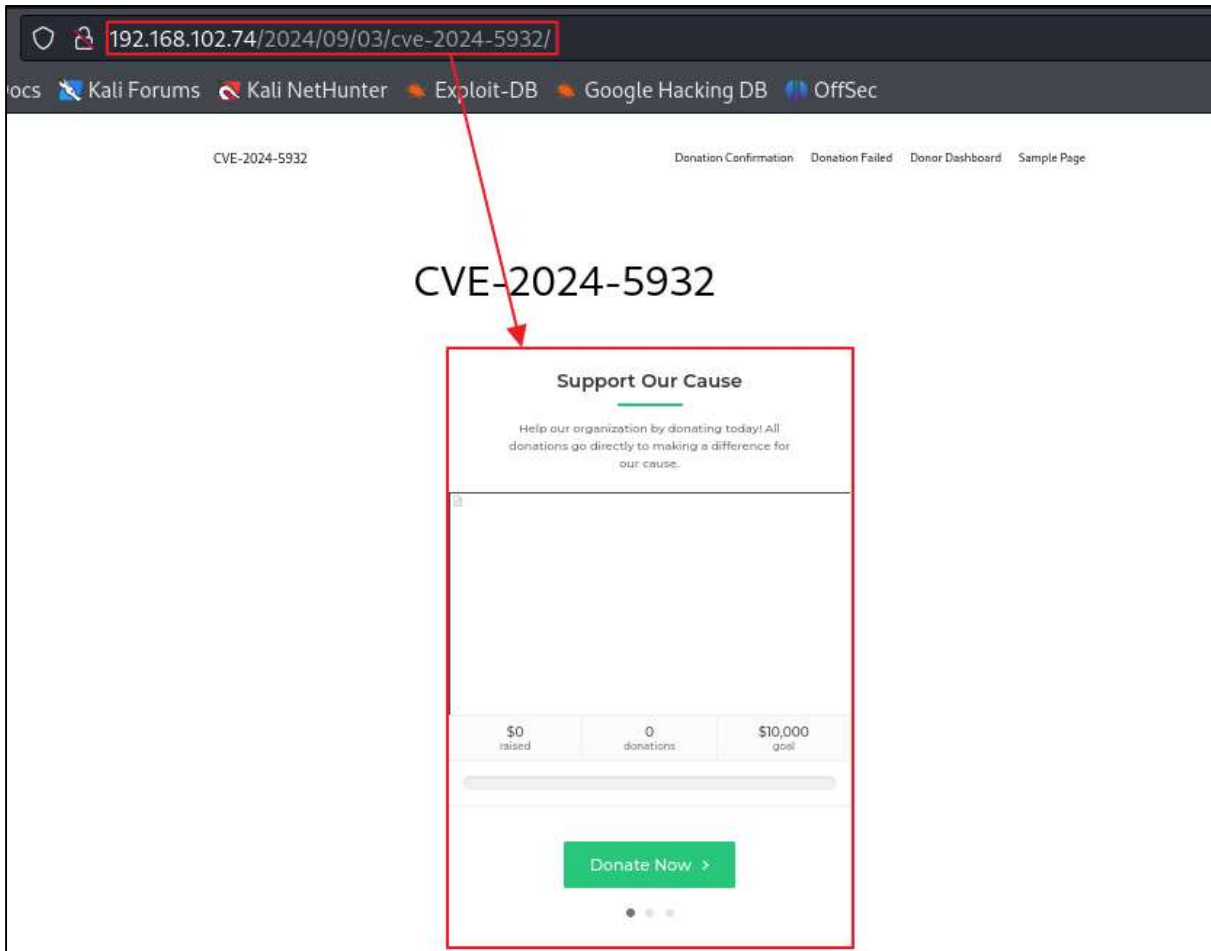 192.168.102.74/2024/09/03/cve-2024-5932/
ocs Kali Forums Kali NetHunter Exploit-DB Google Hacking DB OffSec
CVE-2024-5932 Donation Confirmation Donation Failed Donor Dashboard Sample Page
CVE-2024-5932
Support Our Cause
Help our organization by donating today! All
donations go directly to making a difference for
our cause.
$0 0 $10,000
raised donations goal
Donate Now >